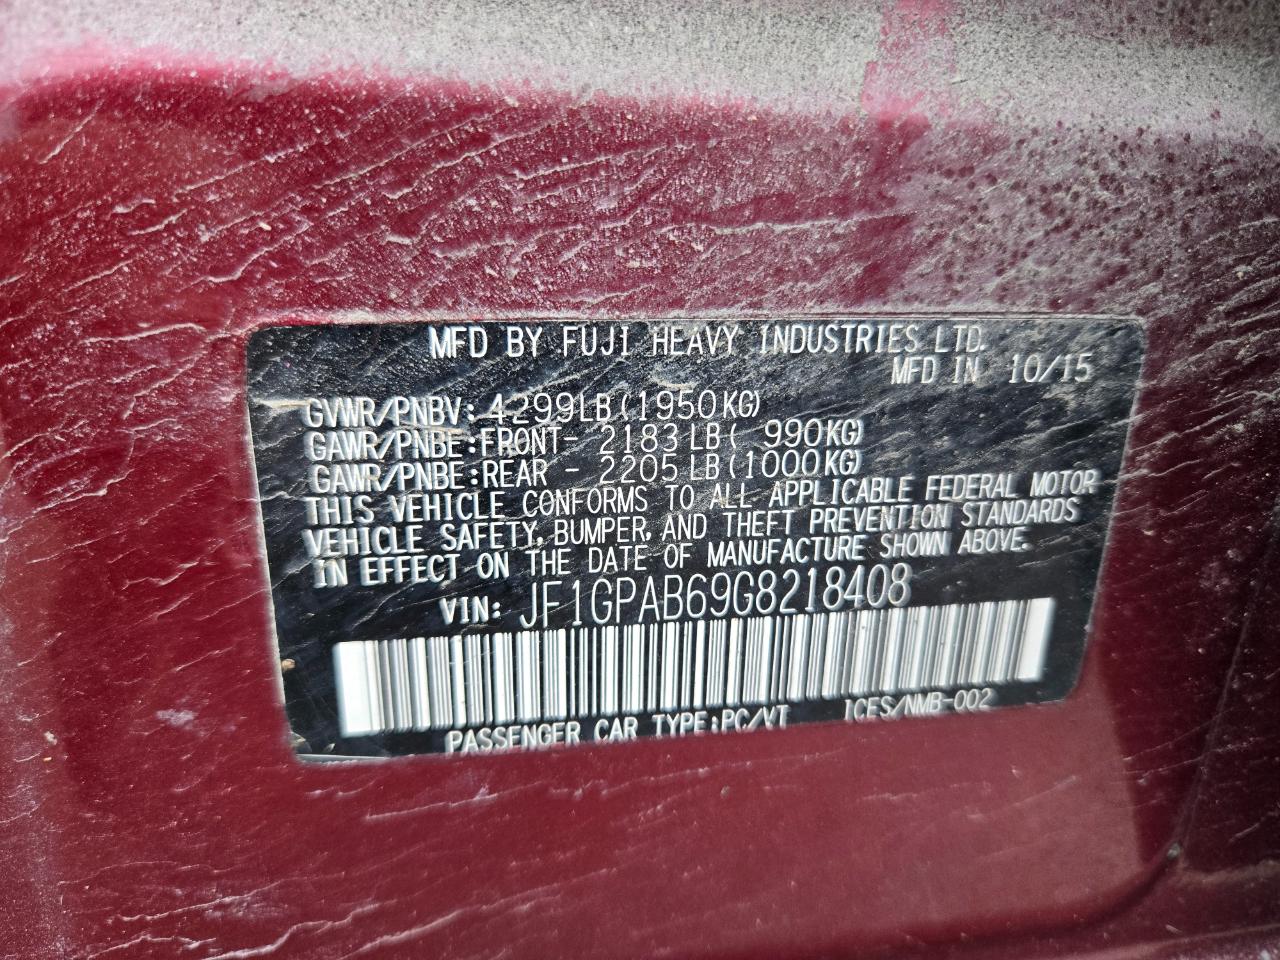 MFD BY FUJI HEAVY INDUSTRIES LTD.
MFD IN 10/15
GVWR/PNBV: 4299LB (1950KG)
GAWR/PNBE:FRONT- 2183LB( 990KG)
GAWR/PNBE:REAR - 2205LB(1000KG)
THIS VEHICLE CONFORMS TO ALL APPLICABLE FEDERAL MOTOR
VEHICLE SAFETY, BUMPER, AND THEFT PREVENTION STANDARDS
IN EFFECT ON THE DATE OF MANUFACTURE SHOWN ABOVE.
VIN: JF1GPAB69G8218408
PASSENGER CAR TYPE:PC/VT ICES/NMB-002